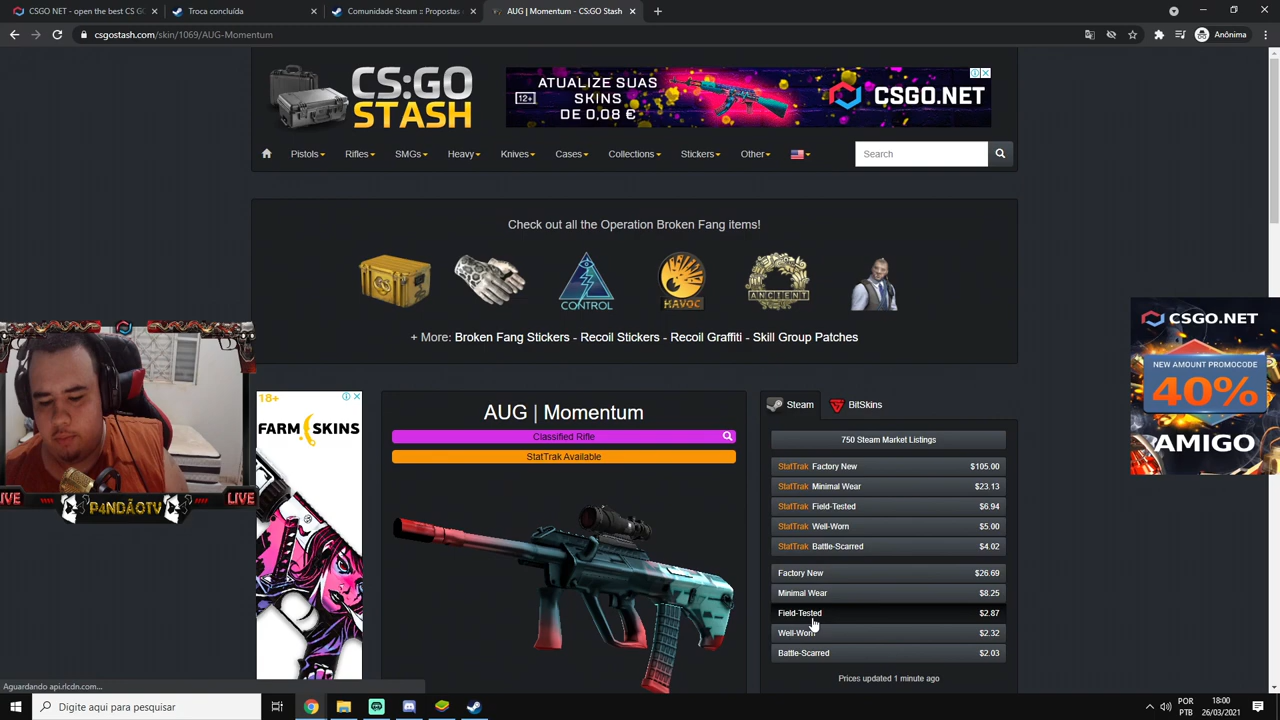 CSGO NET - open the best CS G
Troca concluída
Comunidade Steam :: Propostas
AUG | Momentum - CS:GO Stash
csgostash.com/skin/1069/AUG-Momentum
Anônima
CS:GO
STASH
ATUALIZE SUAS
SKINS
DE 0,08 €
12+
CSGO.NET
Pistols
Rifles
SMGs
Heavy
Knives
Cases
Collections
Stickers
Other
Search
Check out all the Operation Broken Fang items!
CONTROL
HAVOC
ANCIENT
+ More: Broken Fang Stickers - Recoil Stickers - Recoil Graffiti - Skill Group Patches
CSGO.NET
NEW AMOUNT PROMOCODE
40%
AMIGO
LIVE
P4NDÃOTV
LIVE
18+
FARM SKINS
AUG | Momentum
Classified Rifle
StatTrak Available
Steam
BitSkins
750 Steam Market Listings
StatTrak Factory New $105.00
StatTrak Minimal Wear $23.13
StatTrak Field-Tested $6.94
StatTrak Well-Worn $5.00
StatTrak Battle-Scarred $4.02
Factory New $26.69
Minimal Wear $8.25
Field-Tested $2.87
Well-Worn $2.32
Battle-Scarred $2.03
Prices updated 1 minute ago
Aguardando api.rlcdn.com...
Digite aqui para pesquisar
POR
PTB
18:00
26/03/2021